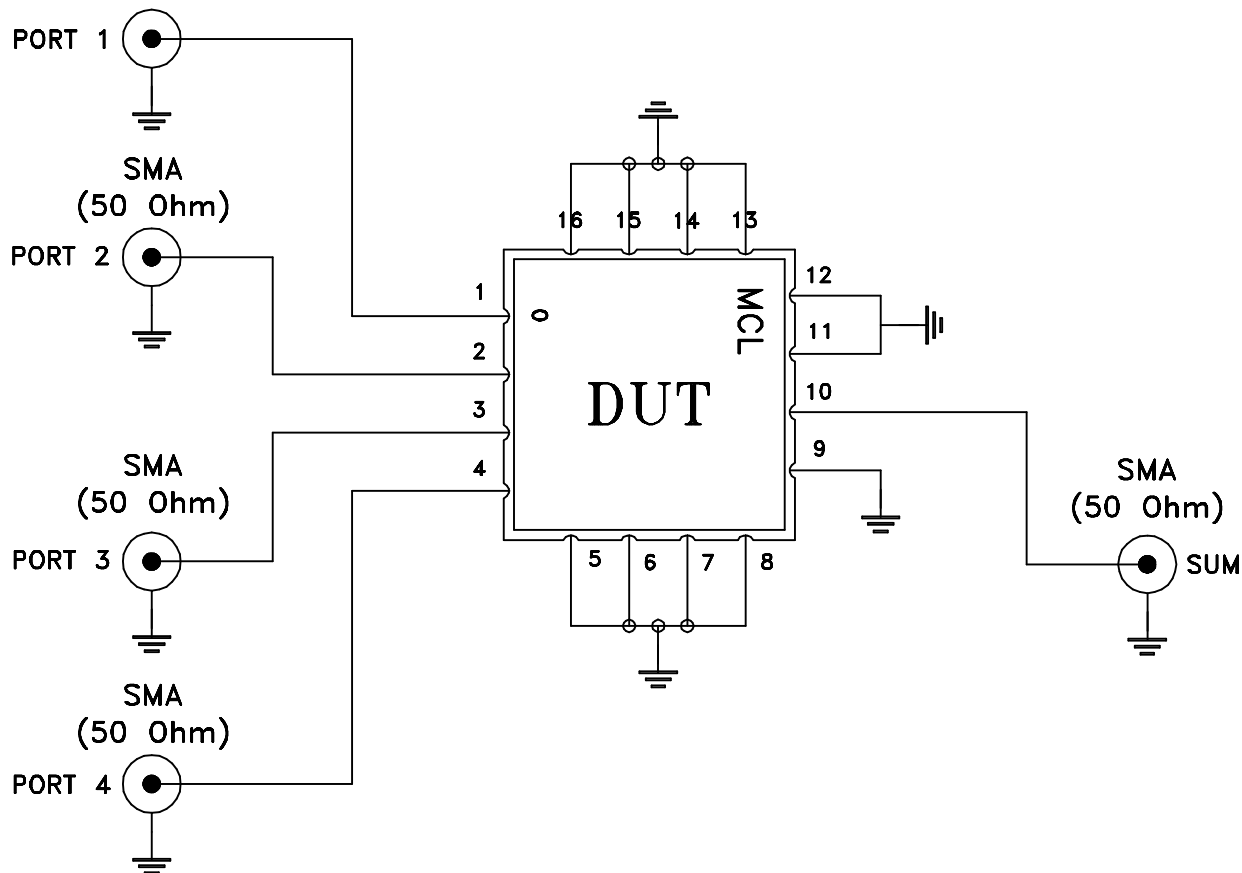 PORT 1
SMA
(50 Ohm)
PORT 2
SMA
(50 Ohm)
PORT 3
SMA
(50 Ohm)
PORT 4
16 15 14 13
1
2
3
4
0
MCL
DUT
12
11
10
9
5 6 7 8
SMA
(50 Ohm)
SUM